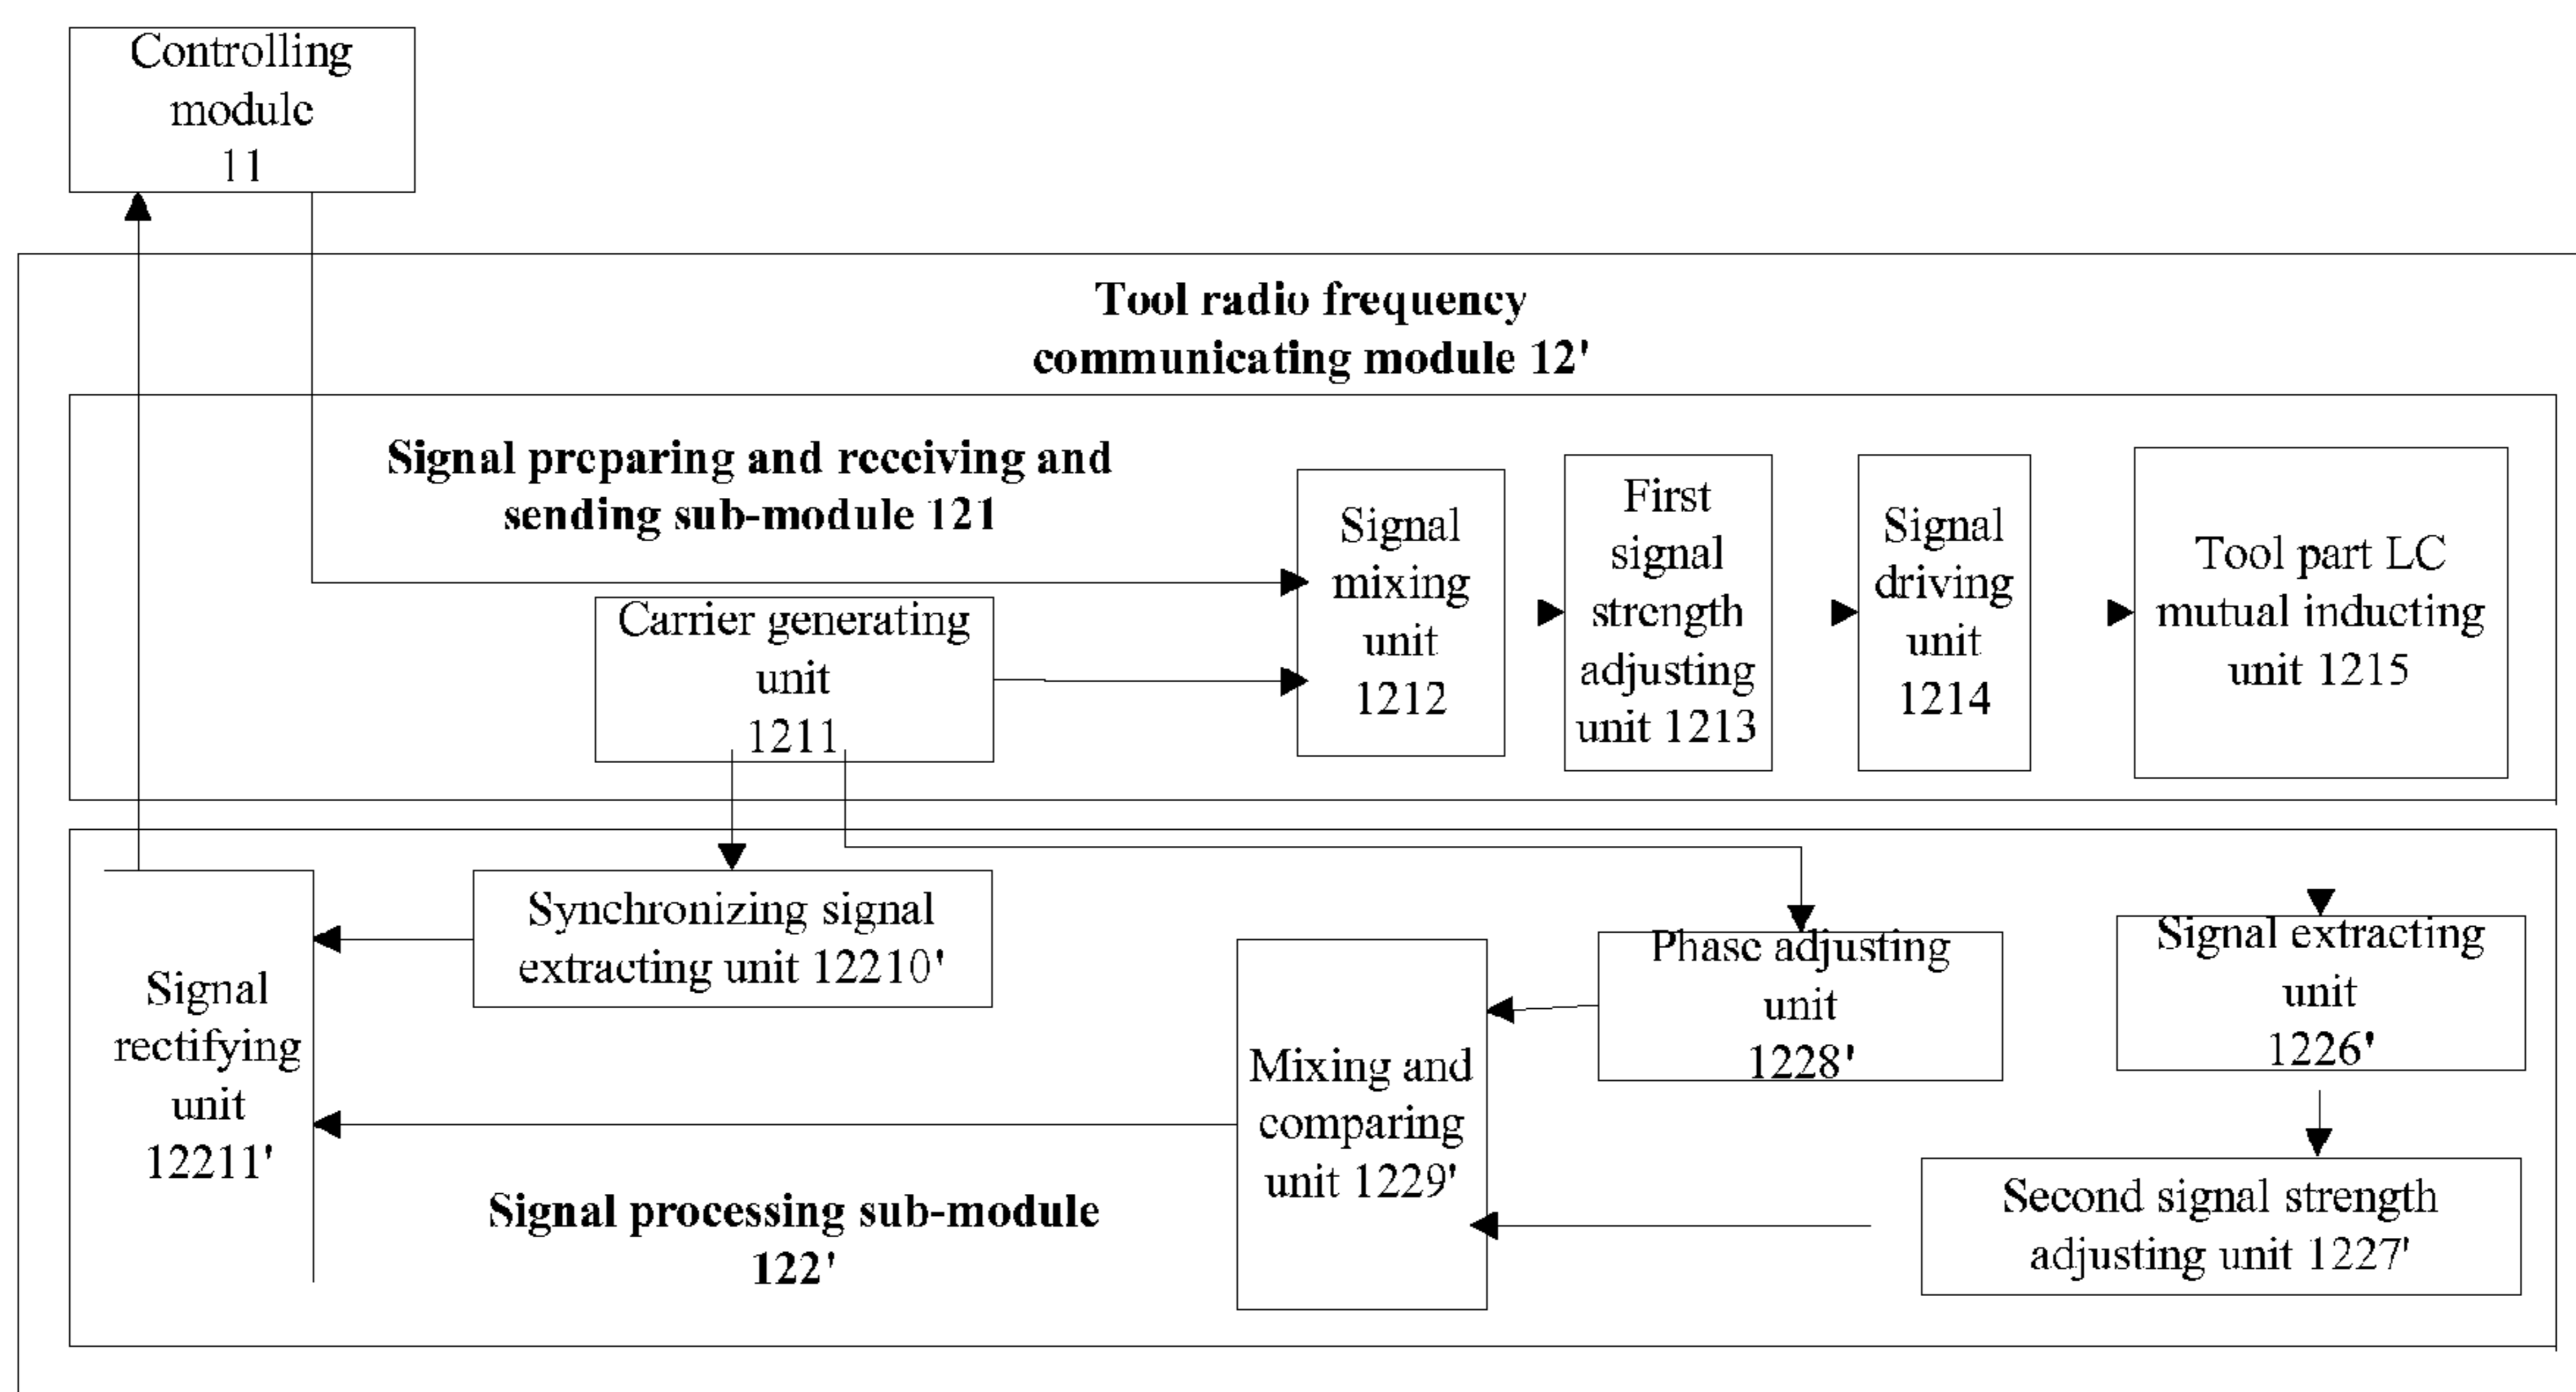 Controlling
module
11
Tool radio frequency
communicating module 12'
Signal preparing and receiving and
sending sub-module 121
Carrier generating
unit
1211
Signal
mixing
unit
1212
First
signal
strength
adjusting
unit 1213
Signal
driving
unit
1214
Tool part LC
mutual inducting
unit 1215
Signal
rectifying
unit
12211'
Synchronizing signal
extracting unit 12210'
Signal processing sub-module
122'
Mixing and
comparing
unit 1229'
Phase adjusting
unit
1228'
Signal extracting
unit
1226'
Second signal strength
adjusting unit 1227'